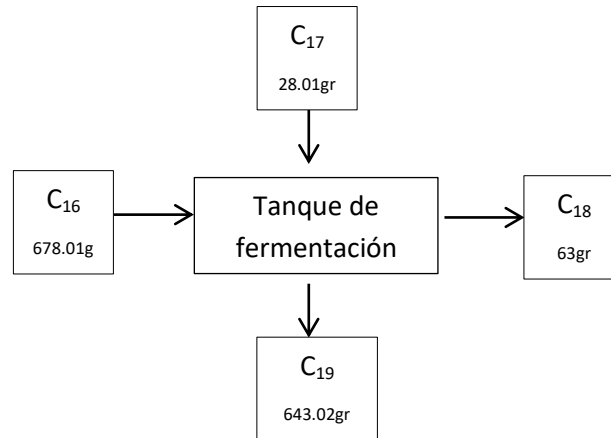 C₁₇
28.01gr
C₁₆
678.01g
Tanque de
fermentación
C₁₈
63gr
C₁₉
643.02gr